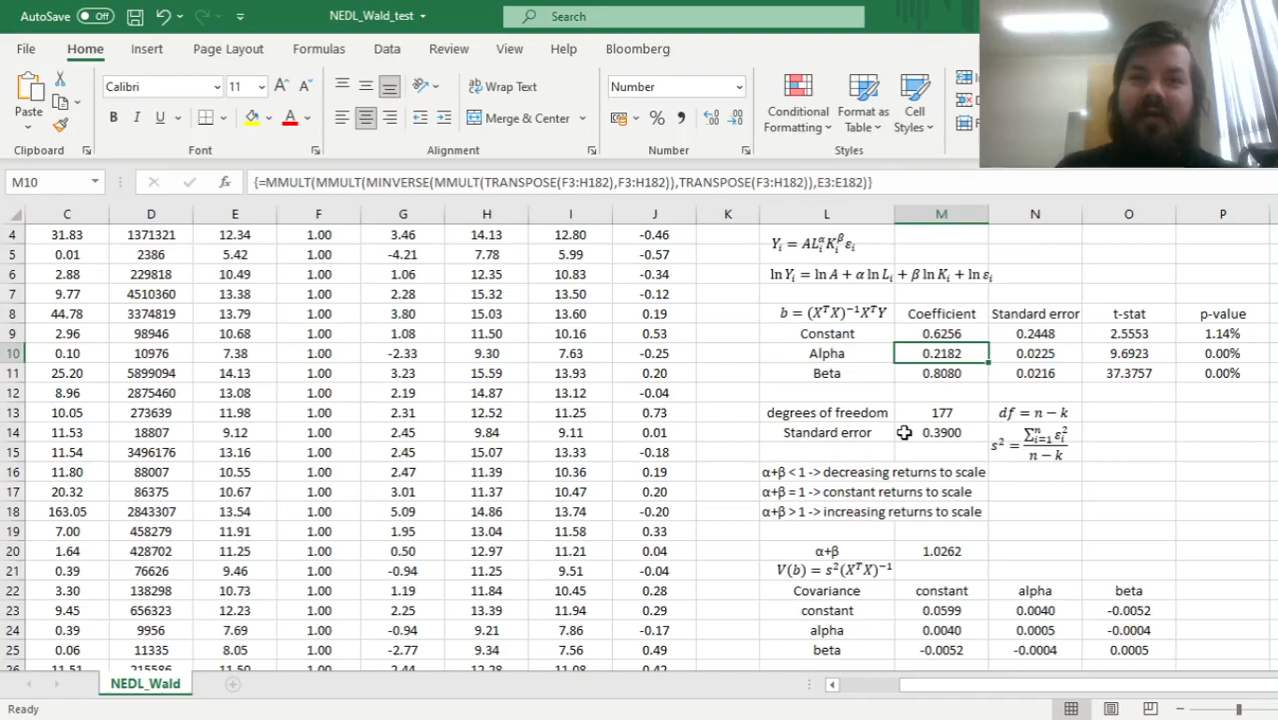 AutoSave Off NEDL_Wald_test Search
File Home Insert Page Layout Formulas Data Review View Help Bloomberg
Paste Calibri 11 A A Wrap Text Number Conditional Format as Cell
B I U A Merge & Center % , Formatting Table Styles
Clipboard Font Alignment Number Styles
M10 fx {=MMULT(MMULT(MINVERSE(MMULT(TRANSPOSE(F3:H182),F3:H182)),TRANSPOSE(F3:H182)),E3:E182)}
C D E F G H I J K L M N O P
4 31.83 1371321 12.34 1.00 3.46 14.13 12.80 -0.46 Yᵢ = ALᵢᵅKᵢᵝεᵢ
5 0.01 2386 5.42 1.00 -4.21 7.78 5.99 -0.57
6 2.88 229818 10.49 1.00 1.06 12.35 10.83 -0.34 ln Yᵢ = ln A + α ln Lᵢ + β ln Kᵢ + ln εᵢ
7 9.77 4510360 13.38 1.00 2.28 15.32 13.50 -0.12
8 44.78 3374818 13.79 1.00 3.80 15.03 13.60 0.19 b = (XᵀX)⁻¹XᵀY Coefficient Standard error t-stat p-value
9 2.96 98946 10.68 1.00 1.08 11.50 10.16 0.53 Constant 0.6256 0.2448 2.5553 1.14%
10 0.10 10976 7.38 1.00 -2.33 9.30 7.63 -0.25 Alpha 0.2182 0.0225 9.6923 0.00%
11 25.20 5899094 14.13 1.00 3.23 15.59 13.93 0.20 Beta 0.8080 0.0216 37.3757 0.00%
12 8.96 2875460 13.08 1.00 2.19 14.87 13.12 -0.04
13 10.05 273639 11.98 1.00 2.31 12.52 11.25 0.73 degrees of freedom 177 df = n − k
14 11.53 18807 9.12 1.00 2.45 9.84 9.11 0.01 Standard error 0.3900 s² = ∑ᵢ₌₁ⁿ εᵢ² / n − k
15 11.54 3496176 13.16 1.00 2.45 15.07 13.33 -0.18
16 11.80 88007 10.55 1.00 2.47 11.39 10.36 0.19 α+β < 1 -> decreasing returns to scale
17 20.32 86375 10.67 1.00 3.01 11.37 10.47 0.20 α+β = 1 -> constant returns to scale
18 163.05 2843307 13.54 1.00 5.09 14.86 13.74 -0.20 α+β > 1 -> increasing returns to scale
19 7.00 458279 11.91 1.00 1.95 13.04 11.58 0.33
20 1.64 428702 11.25 1.00 0.50 12.97 11.21 0.04 α+β 1.0262
21 0.39 76626 9.46 1.00 -0.94 11.25 9.51 -0.04 V(b) = s²(XᵀX)⁻¹
22 3.30 138298 10.73 1.00 1.19 11.84 10.45 0.28 Covariance constant alpha beta
23 9.45 656323 12.23 1.00 2.25 13.39 11.94 0.29 constant 0.0599 0.0040 -0.0052
24 0.39 9956 7.69 1.00 -0.94 9.21 7.86 -0.17 alpha 0.0040 0.0005 -0.0004
25 0.06 11335 8.05 1.00 -2.77 9.34 7.56 0.49 beta -0.0052 -0.0004 0.0005
NEDL_Wald
Ready